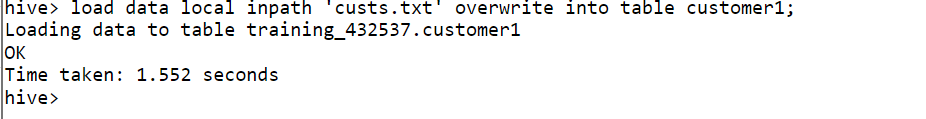 hive> load data local inpath 'custs.txt' overwrite into table customer1;
Loading data to table training_432537.customer1
OK
Time taken: 1.552 seconds
hive>